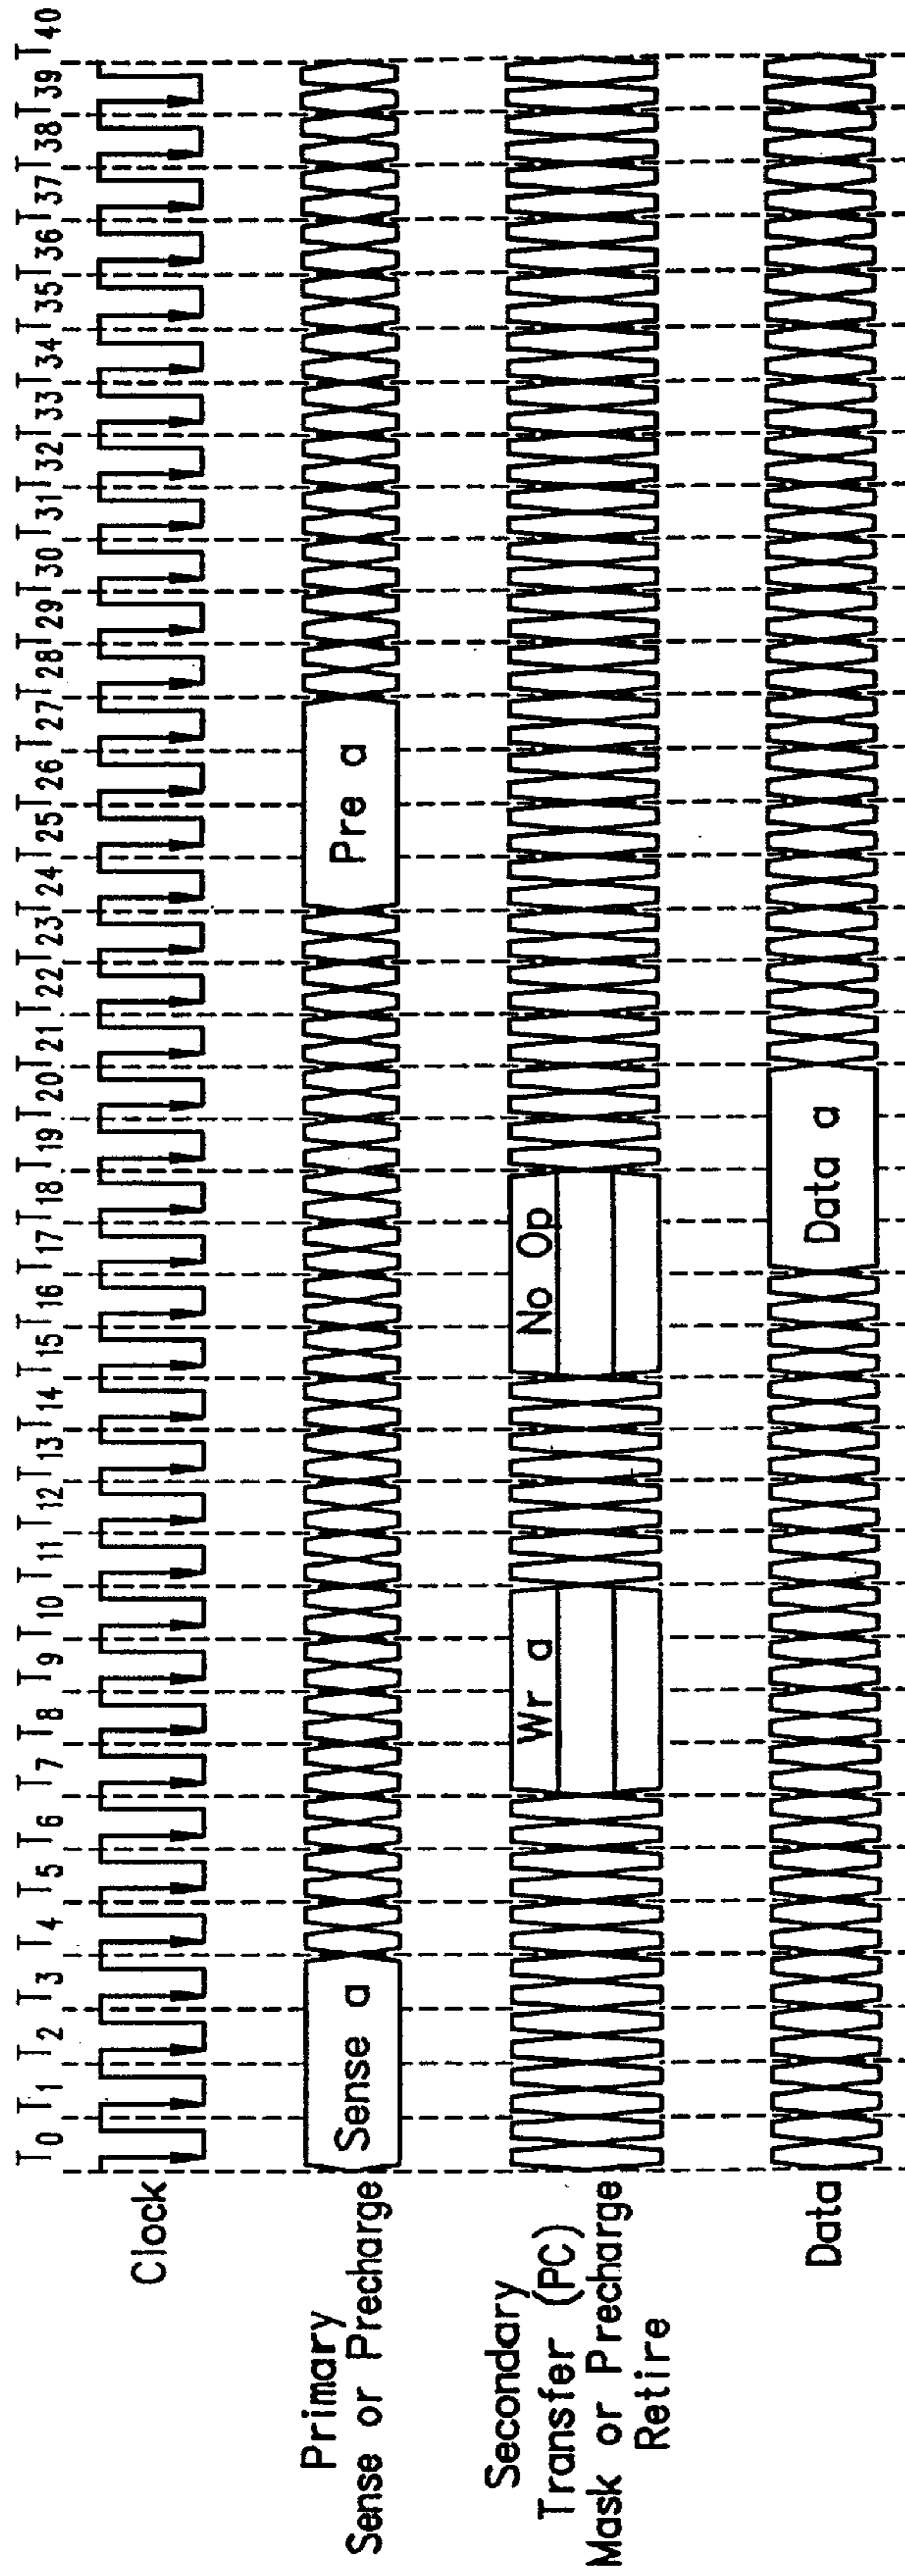 T0 T1 T2 T3 T4 T5 T6 T7 T8 T9 T10 T11 T12 T13 T14 T15 T16 T17 T18 T19 T20 T21 T22 T23 T24 T25 T26 T27 T28 T29 T30 T31 T32 T33 T34 T35 T36 T37 T38 T39 T40
Clock
Primary
Sense or Precharge
Sense a
Pre a
Secondary
Transfer (PC)
Mask or Precharge
Retire
Wr a
No Op
Data
Data a